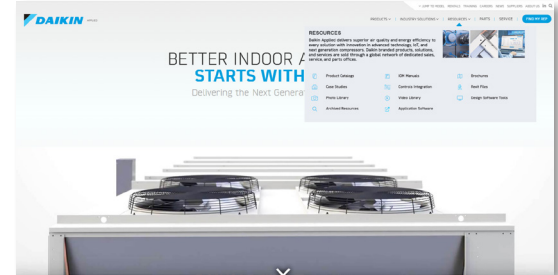 DAIKIN
PRODUCTS
INDUSTRY SOLUTIONS
RESOURCES
PARTS
SERVICE
FIND MY REP
BETTER INDOOR A
STARTS WITH
Delivering the Next Generat
RESOURCES
Daikin Applied delivers superior air quality and energy efficiency to
every solution with innovation in advanced technology, IoT, and
next generation compressors. Daikin branded products, solutions,
and services are sold through a global network of dedicated sales,
service, and parts offices.
Product Catalogs
IOM Manuals
Brochures
Case Studies
Controls Integration
Revit Files
Photo Library
Video Library
Design Software Tools
Archived Resources
Application Software